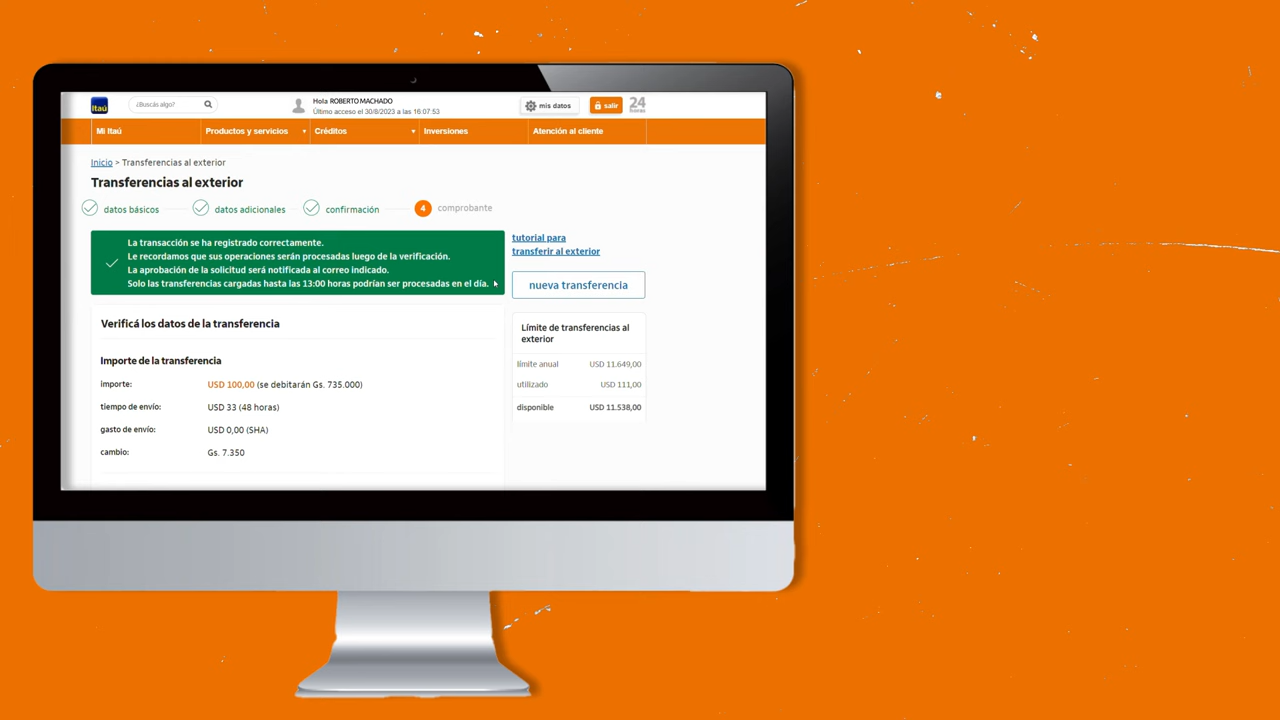 Itaú
¿Buscás algo?
Hola ROBERTO MACHADO
Último acceso el 30/8/2023 a las 16:07:53
mis datos
salir
24
horas
Mi Itaú
Productos y servicios
Créditos
Inversiones
Atención al cliente
Inicio > Transferencias al exterior
Transferencias al exterior
datos básicos
datos adicionales
confirmación
4 comprobante
La transacción se ha registrado correctamente.
Le recordamos que sus operaciones serán procesadas luego de la verificación.
La aprobación de la solicitud será notificada al correo indicado.
Solo las transferencias cargadas hasta las 13:00 horas podrían ser procesadas en el día.
tutorial para
transferir al exterior
nueva transferencia
Verificá los datos de la transferencia
Importe de la transferencia
importe: USD 100,00 (se debitarán Gs. 735.000)
tiempo de envío: USD 33 (48 horas)
gasto de envío: USD 0,00 (SHA)
cambio: Gs. 7.350
Límite de transferencias al
exterior
límite anual USD 11.649,00
utilizado USD 111,00
disponible USD 11.538,00